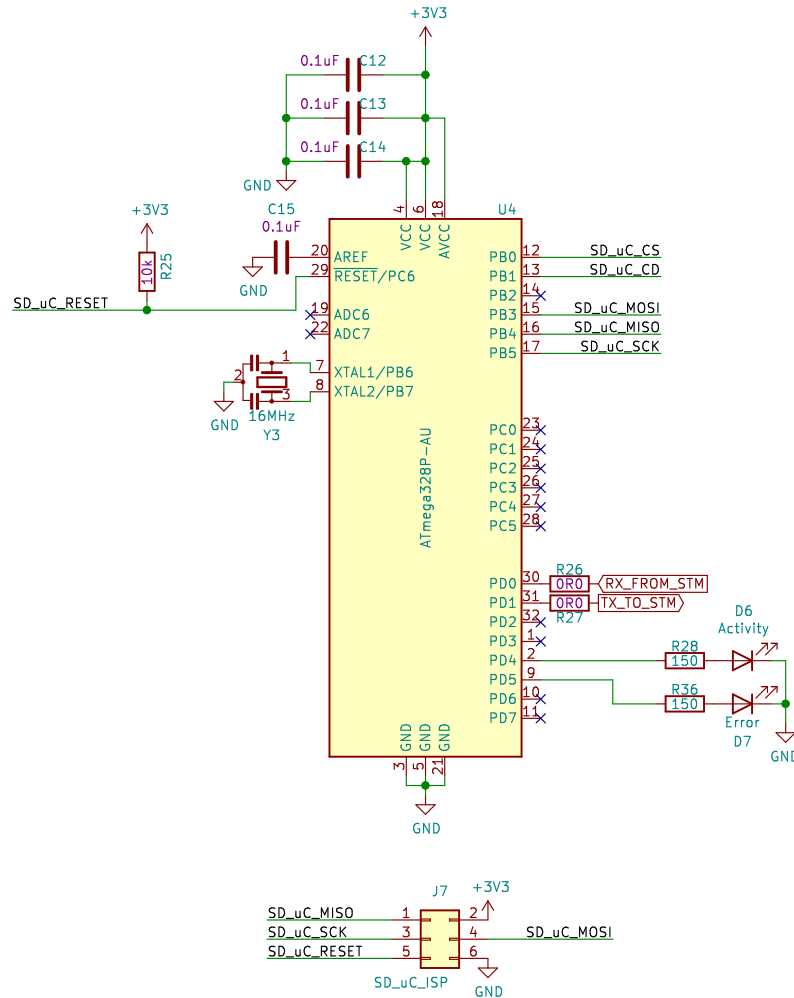 +3V3
0.1uF C12
0.1uF C13
0.1uF C14
GND
+3V3
10k
R25
SD_uC_RESET
C15
0.1uF
GND
U4
4 6 18
VCC VCC AVCC
20 AREF
29 RESET/PC6
19 ADC6
22 ADC7
7 XTAL1/PB6
8 XTAL2/PB7
1
2
3
GND
16MHz
Y3
ATmega328P-AU
PB0 12 SD_uC_CS
PB1 13 SD_uC_CD
PB2 14
PB3 15 SD_uC_MOSI
PB4 16 SD_uC_MISO
PB5 17 SD_uC_SCK
PC0 23
PC1 24
PC2 25
PC3 26
PC4 27
PC5 28
R26
PD0 30 0R0 RX_FROM_STM
PD1 31 0R0 TX_TO_STM
R27
PD2 32
PD3 1
PD4 2
PD5 9
PD6 10
PD7 11
D6
Activity
R28
150
R36
150
Error
D7
GND
GND GND GND
3 5 21
GND
J7
+3V3
SD_uC_MISO 1 2
SD_uC_SCK 3 4 SD_uC_MOSI
SD_uC_RESET 5 6
SD_uC_ISP
GND